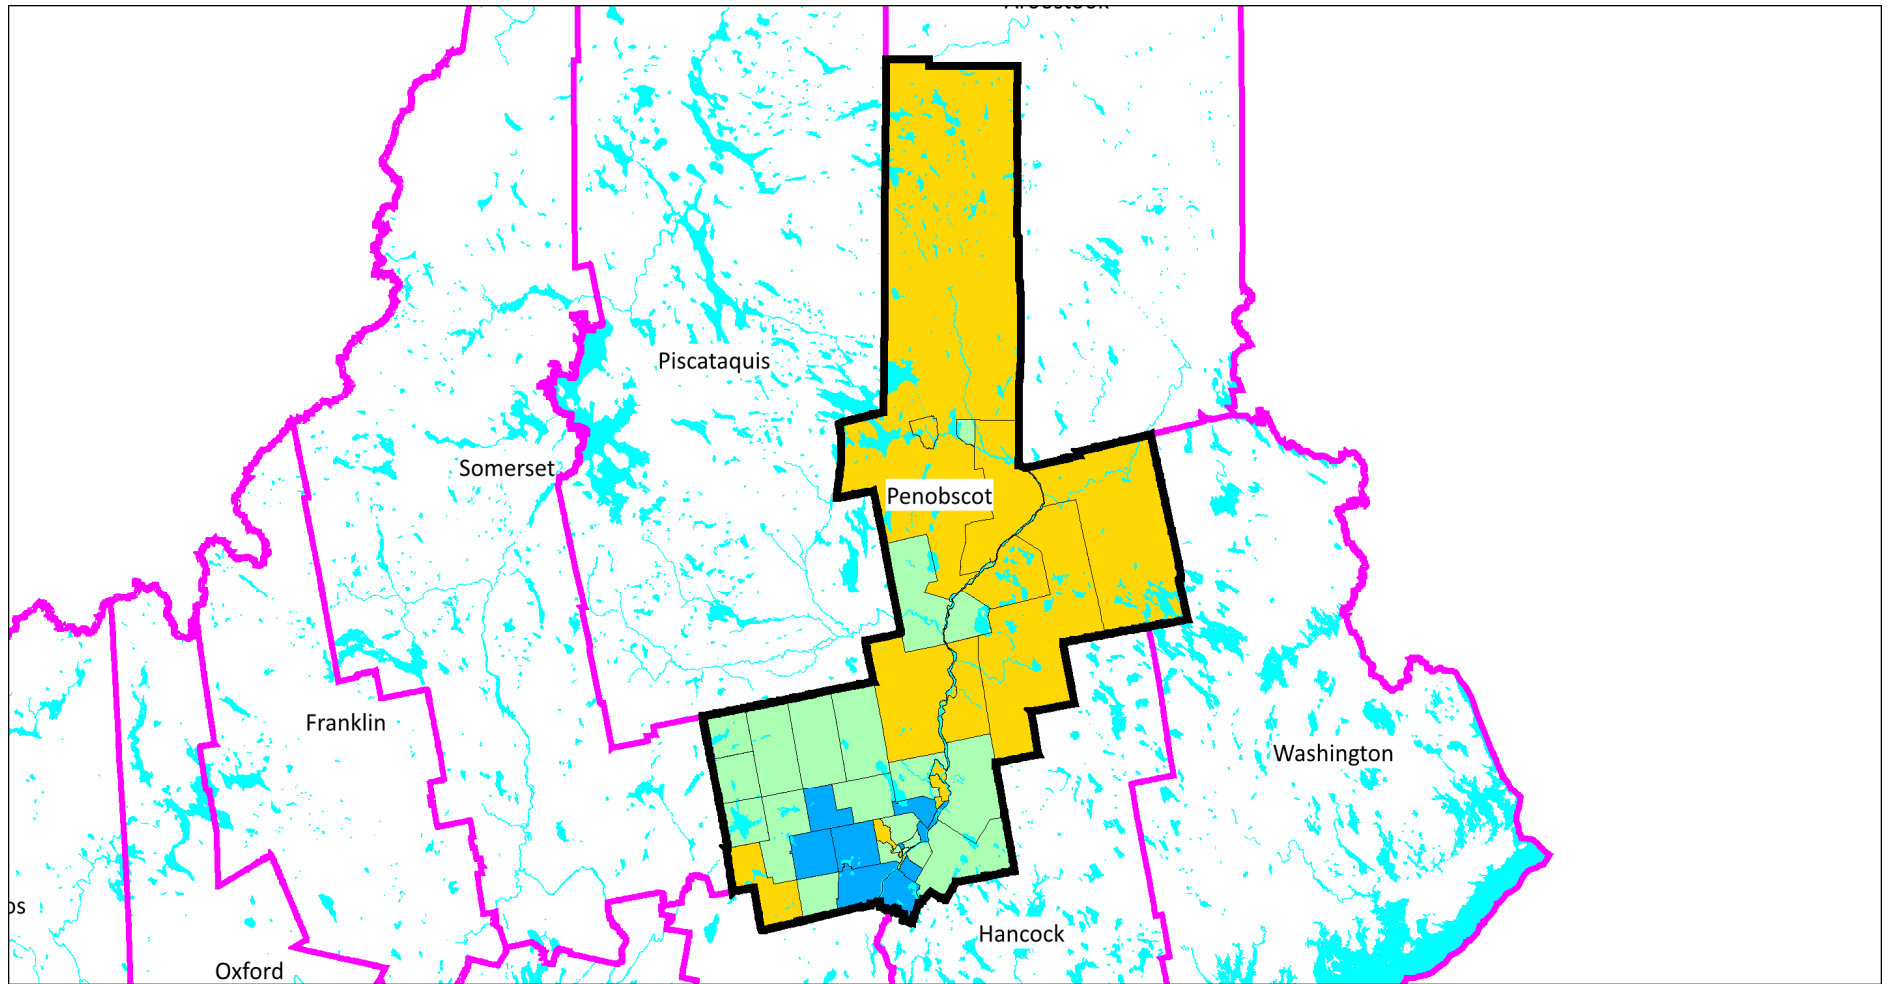 Piscataquis
Somerset
Penobscot
Franklin
Washington
Hancock
Oxford